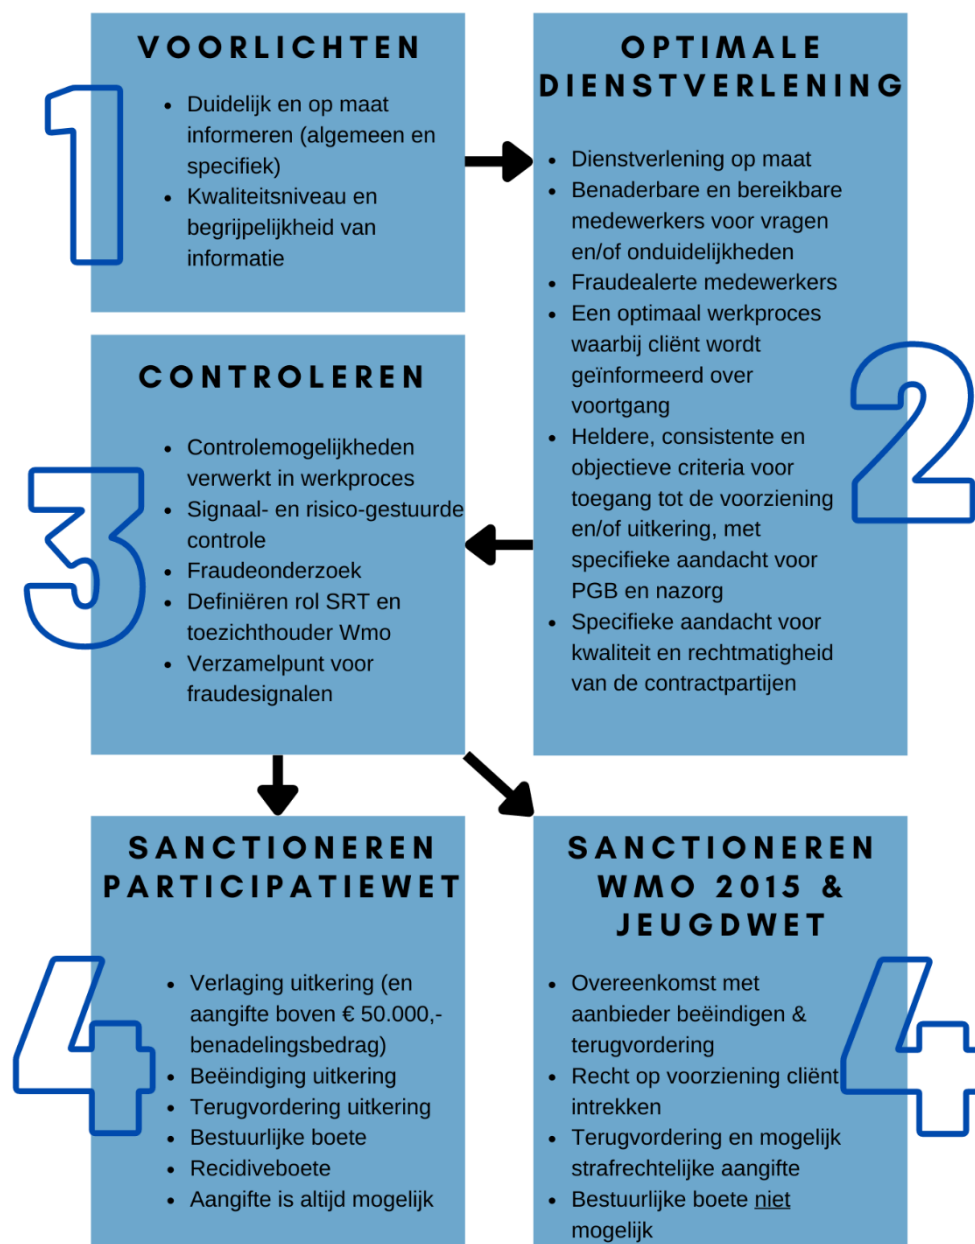 1
VOORLICHTEN
• Duidelijk en op maat
informeren (algemeen en
specifiek)
• Kwaliteitsniveau en
begrijpelijkheid van
informatie
2
OPTIMALE
DIENSTVERLENING
• Dienstverlening op maat
• Benaderbare en bereikbare
medewerkers voor vragen
en/of onduidelijkheden
• Fraudealerte medewerkers
• Een optimaal werkproces
waarbij cliënt wordt
geïnformeerd over
voortgang
• Heldere, consistente en
objectieve criteria voor
toegang tot de voorziening
en/of uitkering, met
specifieke aandacht voor
PGB en nazorg
• Specifieke aandacht voor
kwaliteit en rechtmatigheid
van de contractpartijen
3
CONTROLEREN
• Controlemogelijkheden
verwerkt in werkproces
• Signaal- en risico-gestuurde
controle
• Fraudeonderzoek
• Definiëren rol SRT en
toezichthouder Wmo
• Verzamelpunt voor
fraudesignalen
4
SANCTIONEREN
PARTICIPATIEWET
• Verlaging uitkering (en
aangifte boven € 50.000,-
benadelingsbedrag)
• Beëindiging uitkering
• Terugvordering uitkering
• Bestuurlijke boete
• Recidiveboete
• Aangifte is altijd mogelijk
4
SANCTIONEREN
WMO 2015 &
JEUGDWET
• Overeenkomst met
aanbieder beëindigen &
terugvordering
• Recht op voorziening cliënt
intrekken
• Terugvordering en mogelijk
strafrechtelijke aangifte
• Bestuurlijke boete niet
mogelijk